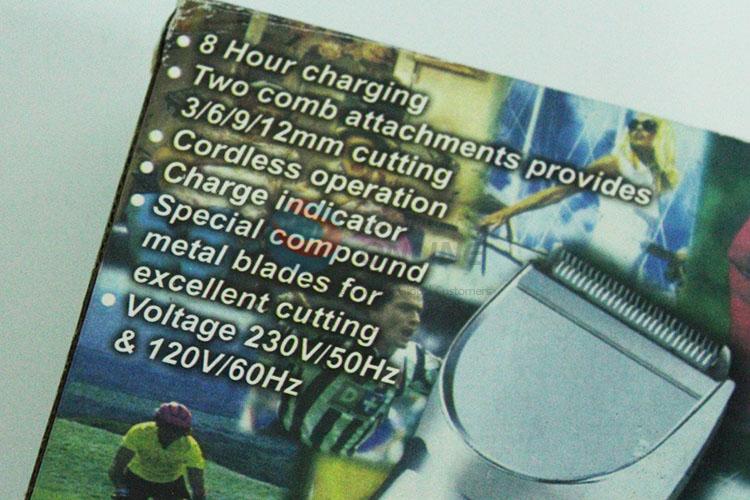 • 8 Hour charging
• Two comb attachments provides
3/6/9/12mm cutting
• Cordless operation
• Charge indicator
• Special compound
metal blades for
excellent cutting
• Voltage 230V/50Hz
& 120V/60Hz
Customers